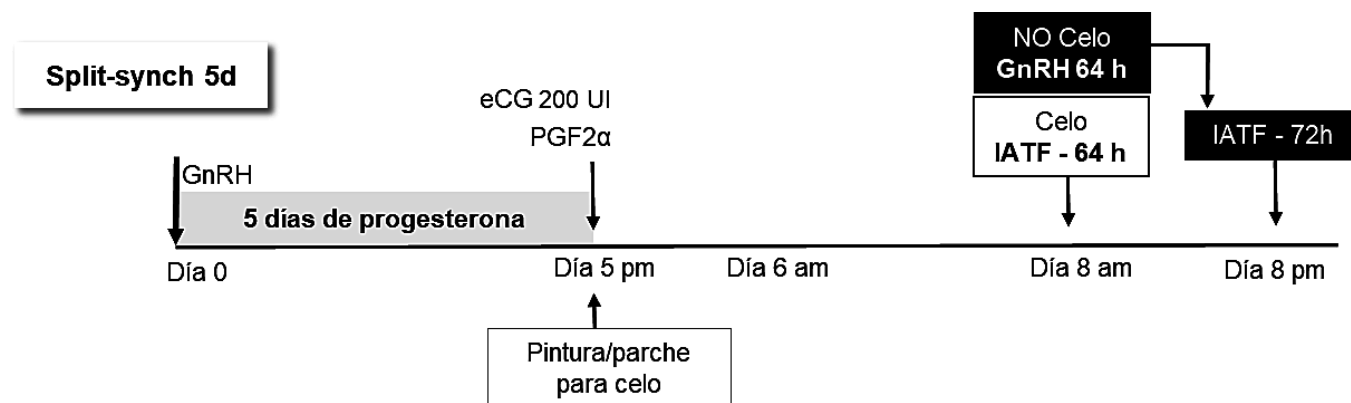 Split-synch 5d
NO Celo
GnRH 64 h
eCG 200 UI
PGF2α
Celo
IATF - 64 h
IATF - 72h
GnRH
5 días de progesterona
Día 0
Día 5 pm
Día 6 am
Día 8 am
Día 8 pm
Pintura/parche
para celo